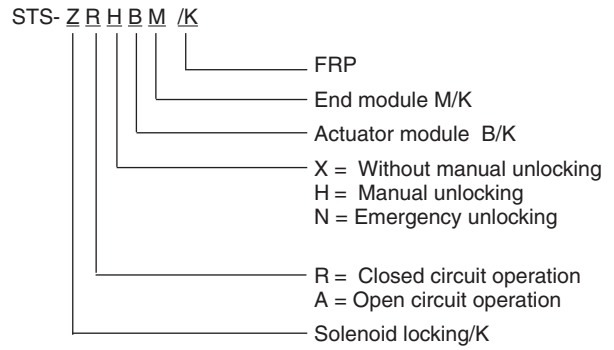 STS- Z R H B M /K
FRP
End module M/K
Actuator module B/K
X = Without manual unlocking
H = Manual unlocking
N = Emergency unlocking
R = Closed circuit operation
A = Open circuit operation
Solenoid locking/K